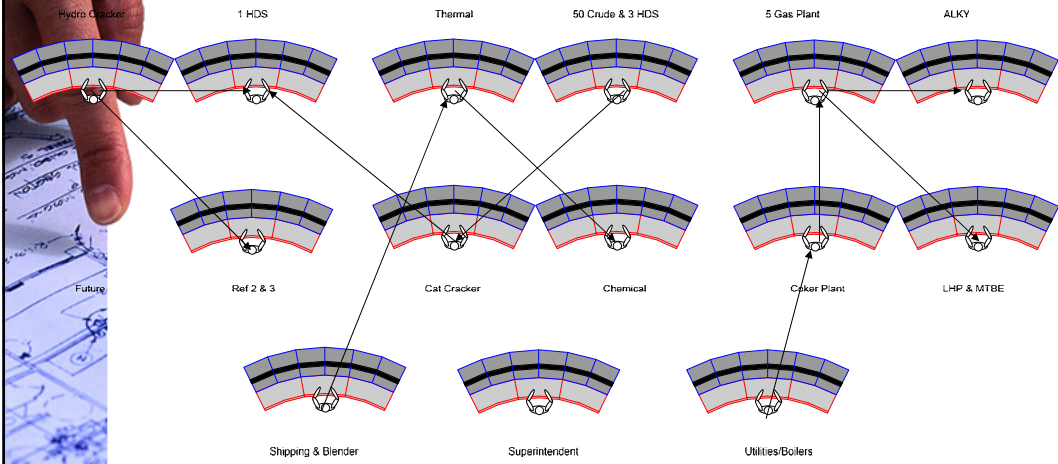 Hydro Cracker
1 HDS
Thermal
50 Crude & 3 HDS
5 Gas Plant
ALKY
Future
Ref 2 & 3
Cat Cracker
Chemical
Coker Plant
LHP & MTBE
Shipping & Blender
Superintendent
Utilities/Boilers